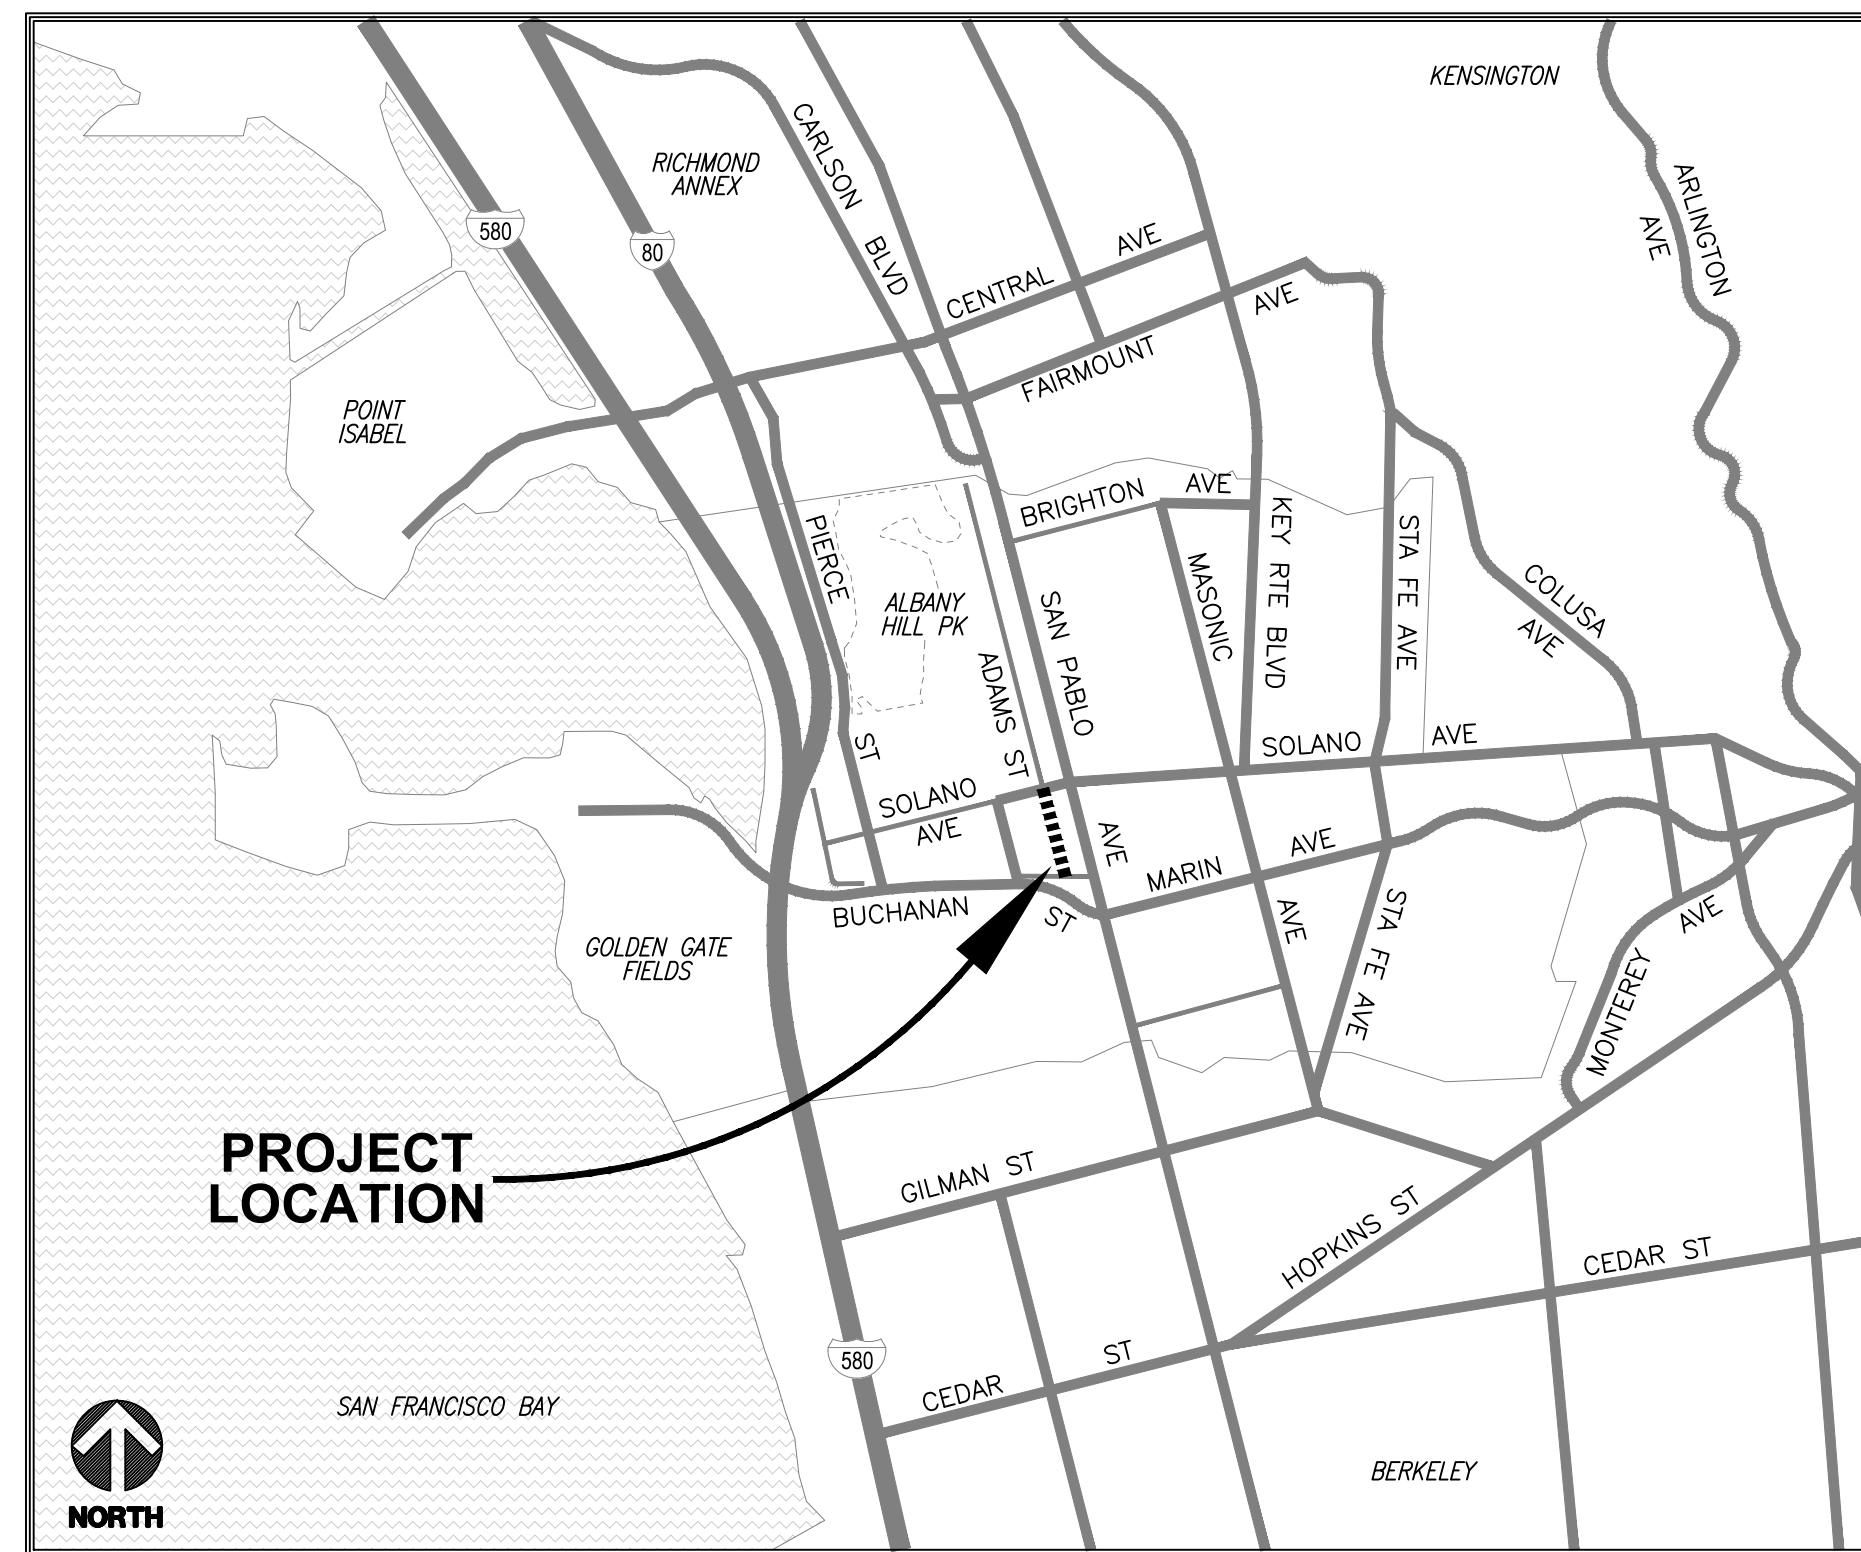 KENSINGTON
RICHMOND
ANNEX
CARLSON BLVD
ARLINGTON
AVE
580
80
CENTRAL AVE
FAIRMOUNT AVE
POINT
ISABEL
BRIGHTON AVE
PIERCE ST
ALBANY
HILL PK
ADAMS ST
SAN PABLO AVE
MASONIC AVE
KEY RTE BLVD
STA FE AVE
COLUSA
AVE
SOLANO AVE
SOLANO
AVE
MARIN AVE
BUCHANAN ST
STA FE AVE
MONTEREY AVE
GOLDEN GATE
FIELDS
PROJECT
LOCATION
GILMAN ST
HOPKINS ST
CEDAR ST
580
CEDAR ST
SAN FRANCISCO BAY
BERKELEY
NORTH